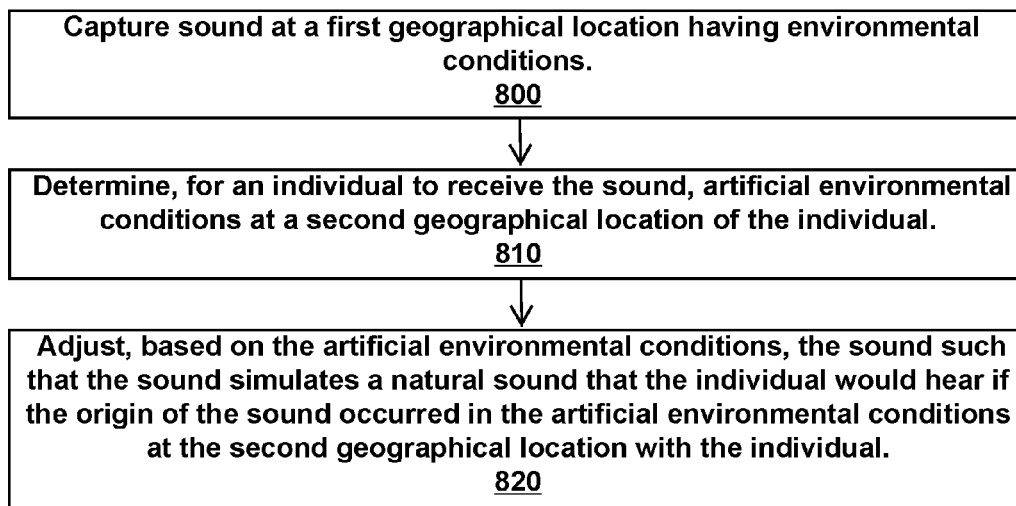 Capture sound at a first geographical location having environmental
conditions.
800
Determine, for an individual to receive the sound, artificial environmental
conditions at a second geographical location of the individual.
810
Adjust, based on the artificial environmental conditions, the sound such
that the sound simulates a natural sound that the individual would hear if
the origin of the sound occurred in the artificial environmental conditions
at the second geographical location with the individual.
820